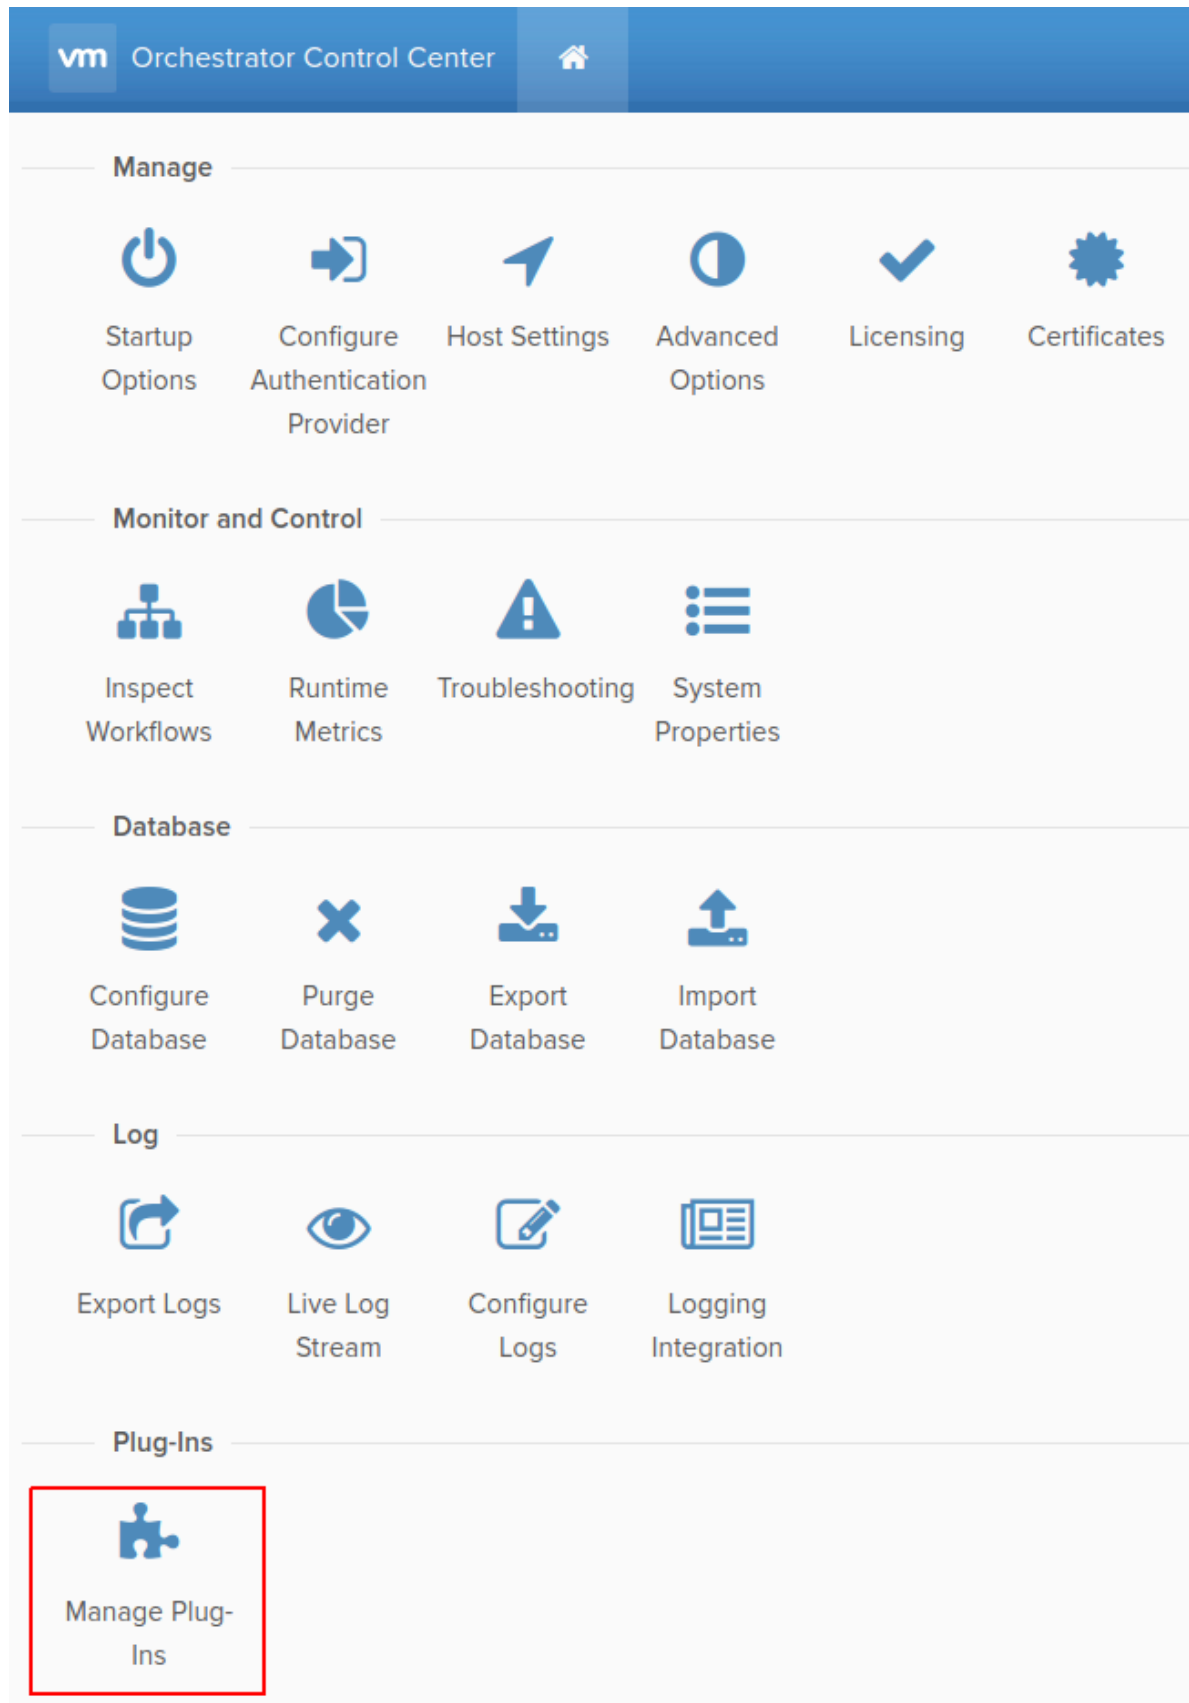 vm Orchestrator Control Center
Manage
Startup Configure Host Settings Advanced Licensing Certificates
Options Authentication Options
Provider
Monitor and Control
Inspect Runtime Troubleshooting System
Workflows Metrics Properties
Database
Configure Purge Export Import
Database Database Database Database
Log
Export Logs Live Log Configure Logging
Stream Logs Integration
Plug-Ins
Manage Plug-
Ins